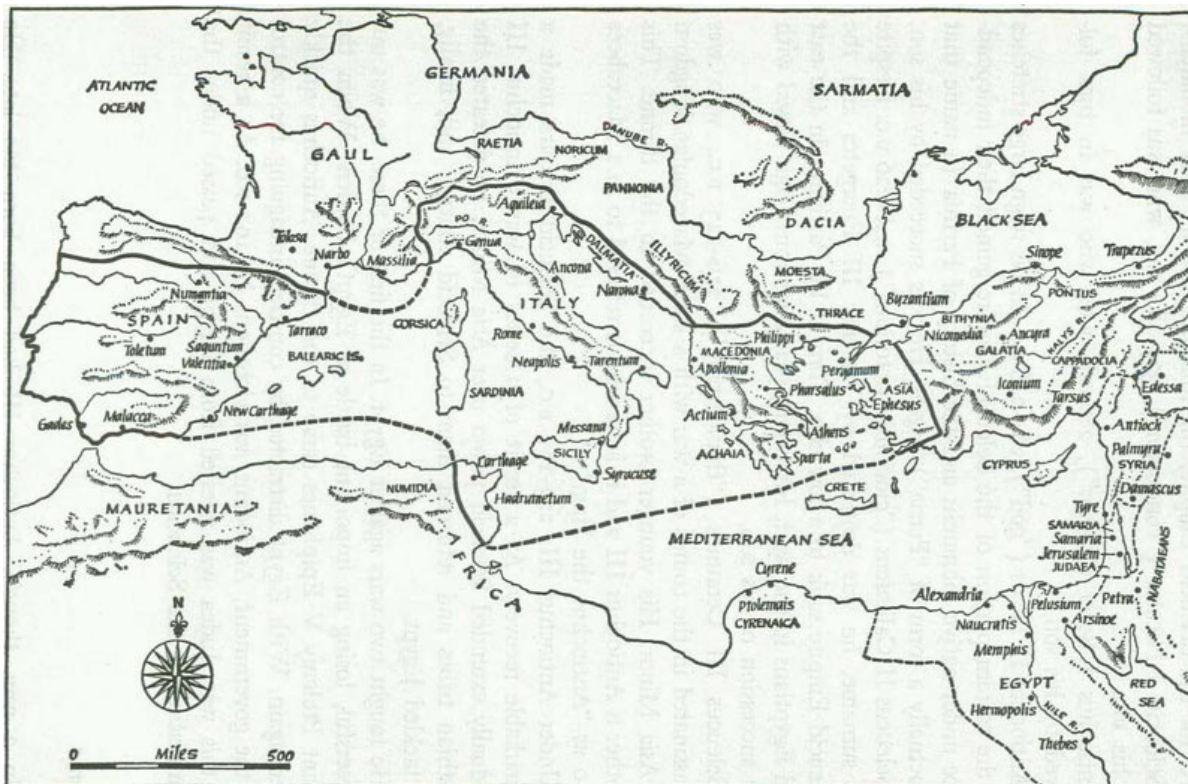 ATLANTIC
OCEAN
GERMANIA
SARMATIA
GAUL
RAETIA
NORICUM
DANUBE R.
PANNONIA
DACIA
BLACK SEA
Tolosa
Narbo
Massilia
PO R.
Genua
Aquileia
DALMATIA
ILLYRICUM
MOESTA
THRACE
Sinope
Trapezus
PONTUS
Byzantium
BITHYNIA
Nicomedia
Ancura
GALATIA
HALYS
CAPPADOCIA
Numantia
SPAIN
Toletum
Tarraco
Saquntum
Valentia
BALEARIC IS.
CORSICA
SARDINIA
Ancona
ITALY
Rome
Neapolis
Tarentum
Narona
MACEDONIA
Apollonia
Philippi
Pharsalus
Pergamum
ASIA
Ephesus
Iconium
Tarsus
Edessa
Gades
Malacca
New Carthage
Messana
SICILY
Syracuse
Actium
ACHAIA
Athens
Sparta
CRETE
CYPRUS
Antioch
Palmyra
SYRIA
Damascus
Tyre
SAMARIA
Samaria
Jerusalem
JUDAEA
NABATAEANS
Petra
MAURETANIA
NUMIDIA
Carthage
Hadrumetum
AFRICA
MEDITERRANEAN SEA
Cyrene
Ptolemais
CYRENAICA
Alexandria
Naucratis
Memphis
Pelusium
Arsinoe
EGYPT
Hermopolis
NILE R.
Thebes
RED
SEA
N
0 MILES 500